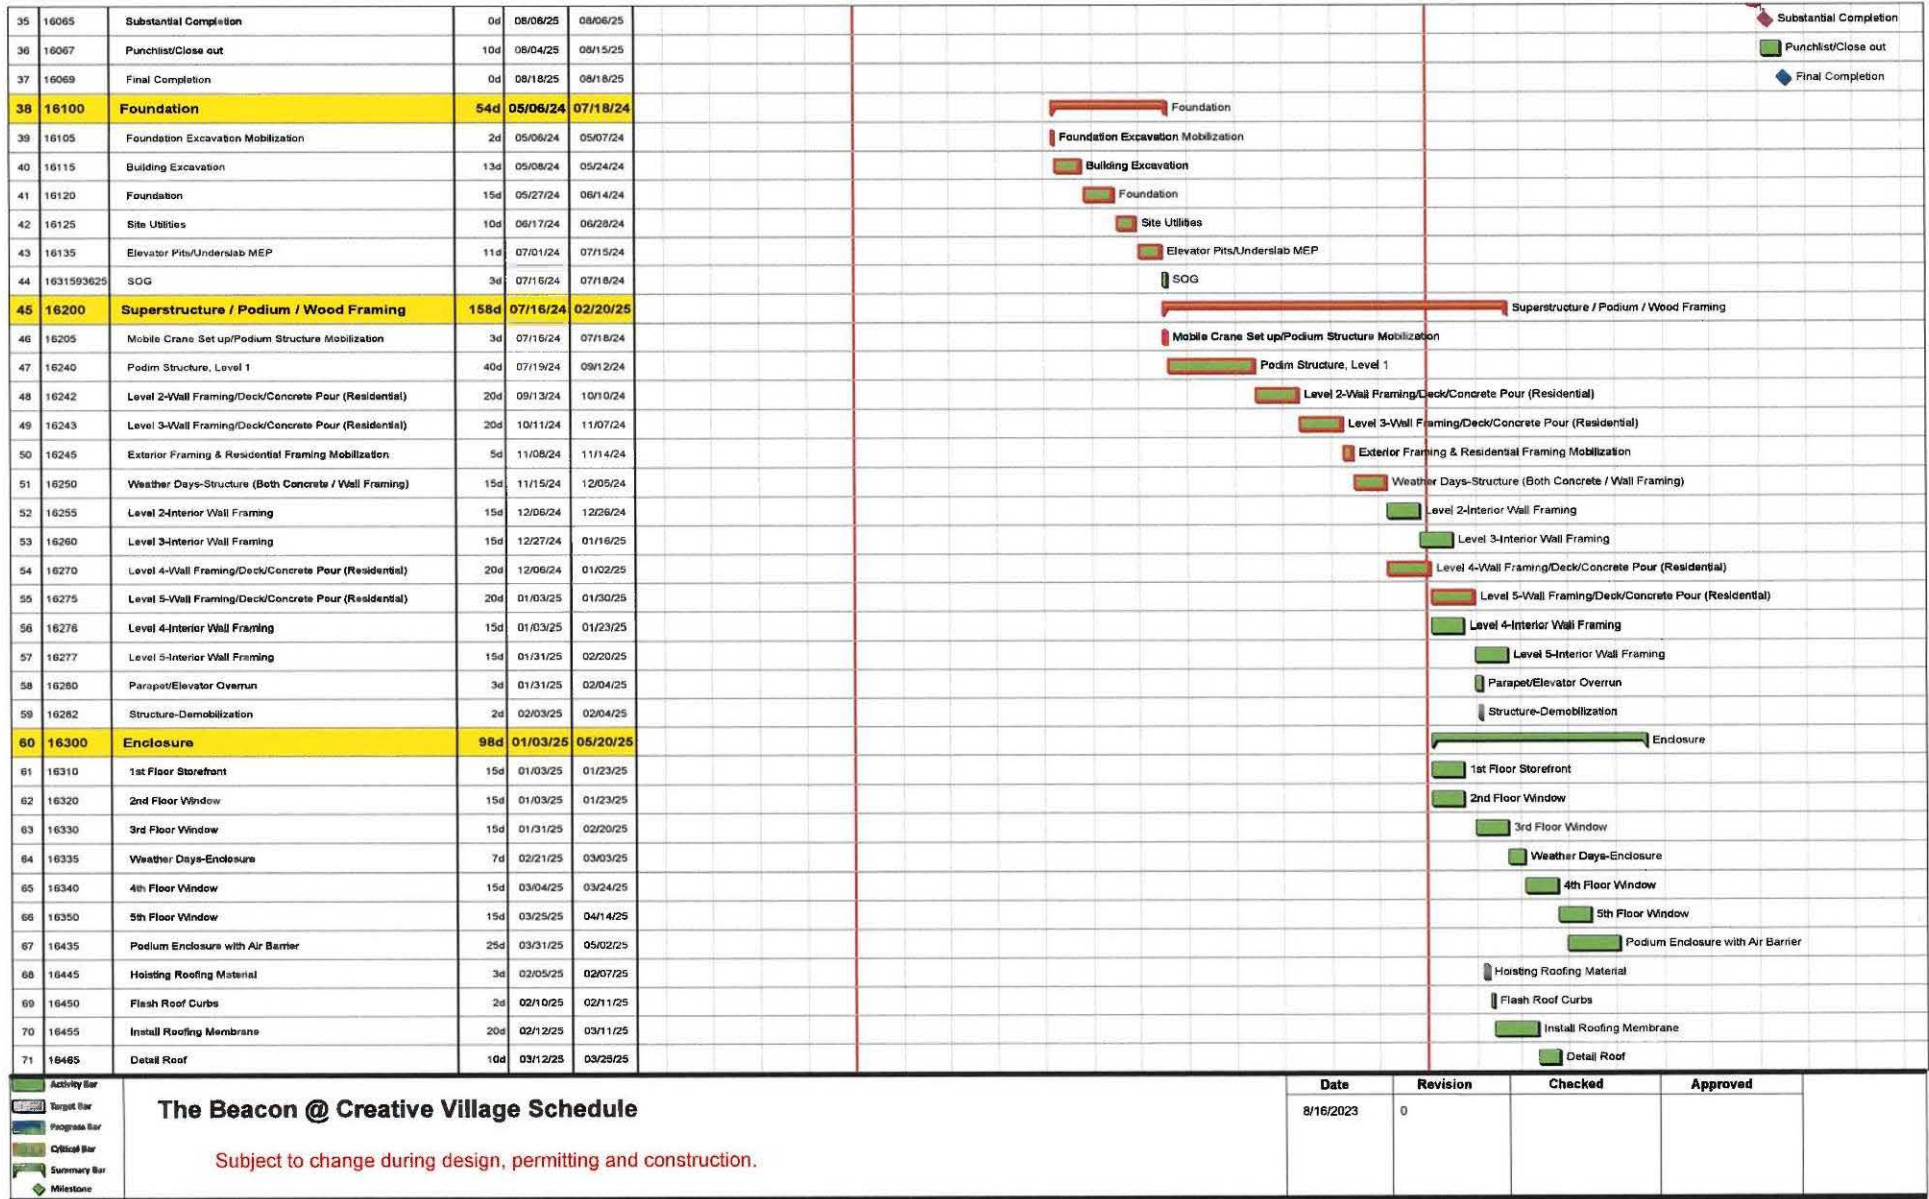 35 16065 Substantial Completion 0d 08/06/25 08/06/25 Substantial Completion
36 16067 Punchlist/Close out 10d 08/04/25 08/15/25 Punchlist/Close out
37 16069 Final Completion 0d 08/18/25 08/18/25 Final Completion
38 16100 Foundation 54d 05/06/24 07/18/24 Foundation
39 16105 Foundation Excavation Mobilization 2d 05/06/24 05/07/24 Foundation Excavation Mobilization
40 16115 Building Excavation 13d 05/08/24 05/24/24 Building Excavation
41 16120 Foundation 15d 05/27/24 06/14/24 Foundation
42 16125 Site Utilities 10d 06/17/24 06/28/24 Site Utilities
43 16135 Elevator Pits/Underslab MEP 11d 07/01/24 07/15/24 Elevator Pits/Underslab MEP
44 1631593625 SOG 3d 07/16/24 07/18/24 SOG
45 16200 Superstructure / Podium / Wood Framing 158d 07/16/24 02/20/25 Superstructure / Podium / Wood Framing
46 16205 Mobile Crane Set up/Podium Structure Mobilization 3d 07/16/24 07/18/24 Mobile Crane Set up/Podium Structure Mobilization
47 16240 Podim Structure, Level 1 40d 07/19/24 09/12/24 Podim Structure, Level 1
48 16242 Level 2-Wall Framing/Deck/Concrete Pour (Residential) 20d 09/13/24 10/10/24 Level 2-Wall Framing/Deck/Concrete Pour (Residential)
49 16243 Level 3-Wall Framing/Deck/Concrete Pour (Residential) 20d 10/11/24 11/07/24 Level 3-Wall Framing/Deck/Concrete Pour (Residential)
50 16245 Exterior Framing & Residential Framing Mobilization 5d 11/08/24 11/14/24 Exterior Framing & Residential Framing Mobilization
51 16250 Weather Days-Structure (Both Concrete / Wall Framing) 15d 11/15/24 12/05/24 Weather Days-Structure (Both Concrete / Wall Framing)
52 16255 Level 2-Interior Wall Framing 15d 12/06/24 12/26/24 Level 2-Interior Wall Framing
53 16260 Level 3-Interior Wall Framing 15d 12/27/24 01/16/25 Level 3-Interior Wall Framing
54 16270 Level 4-Wall Framing/Deck/Concrete Pour (Residential) 20d 12/06/24 01/02/25 Level 4-Wall Framing/Deck/Concrete Pour (Residential)
55 16275 Level 5-Wall Framing/Deck/Concrete Pour (Residential) 20d 01/03/25 01/30/25 Level 5-Wall Framing/Deck/Concrete Pour (Residential)
56 16276 Level 4-Interior Wall Framing 15d 01/03/25 01/23/25 Level 4-Interior Wall Framing
57 16277 Level 5-Interior Wall Framing 15d 01/31/25 02/20/25 Level 5-Interior Wall Framing
58 16280 Parapet/Elevator Overrun 3d 01/31/25 02/04/25 Parapet/Elevator Overrun
59 16282 Structure-Demobilization 2d 02/03/25 02/04/25 Structure-Demobilization
60 16300 Enclosure 98d 01/03/25 05/20/25 Enclosure
61 16310 1st Floor Storefront 15d 01/03/25 01/23/25 1st Floor Storefront
62 16320 2nd Floor Window 15d 01/03/25 01/23/25 2nd Floor Window
63 16330 3rd Floor Window 15d 01/31/25 02/20/25 3rd Floor Window
64 16335 Weather Days-Enclosure 7d 02/21/25 03/03/25 Weather Days-Enclosure
65 16340 4th Floor Window 15d 03/04/25 03/24/25 4th Floor Window
66 16350 5th Floor Window 15d 03/25/25 04/14/25 5th Floor Window
67 16435 Podium Enclosure with Air Barrier 25d 03/31/25 05/02/25 Podium Enclosure with Air Barrier
68 16445 Hoisting Roofing Material 3d 02/05/25 02/07/25 Hoisting Roofing Material
69 16450 Flash Roof Curbs 2d 02/10/25 02/11/25 Flash Roof Curbs
70 16455 Install Roofing Membrane 20d 02/12/25 03/11/25 Install Roofing Membrane
71 16465 Detail Roof 10d 03/12/25 03/25/25 Detail Roof
Activity Bar
Target Bar
Progress Bar
Critical Bar
Summary Bar
Milestone
The Beacon @ Creative Village Schedule
Subject to change during design, permitting and construction.
Date Revision Checked Approved
8/16/2023 0